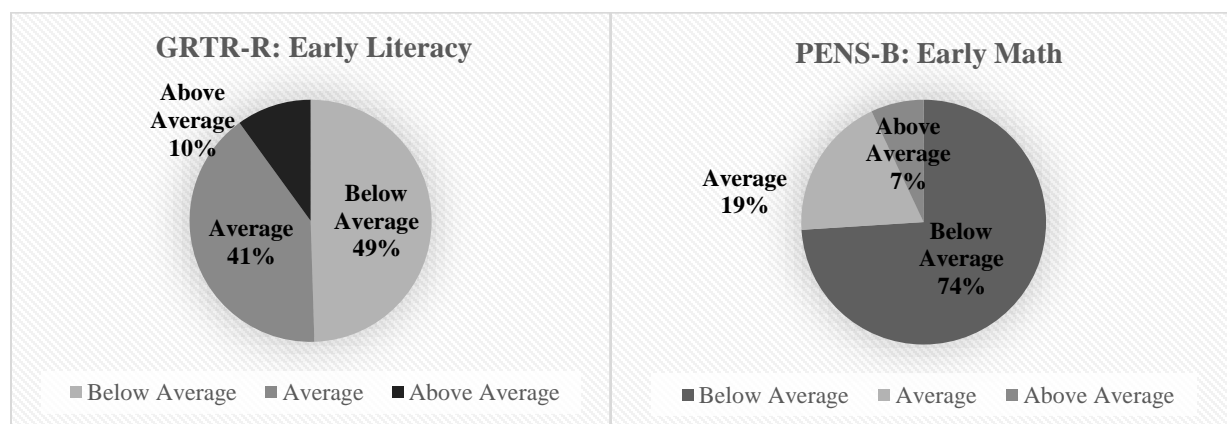 GRTR-R: Early Literacy
Above
Average
10%
Below
Average
49%
Average
41%
Below Average Average Above Average
PENS-B: Early Math
Above
Average
7%
Average
19%
Below
Average
74%
Below Average Average Above Average